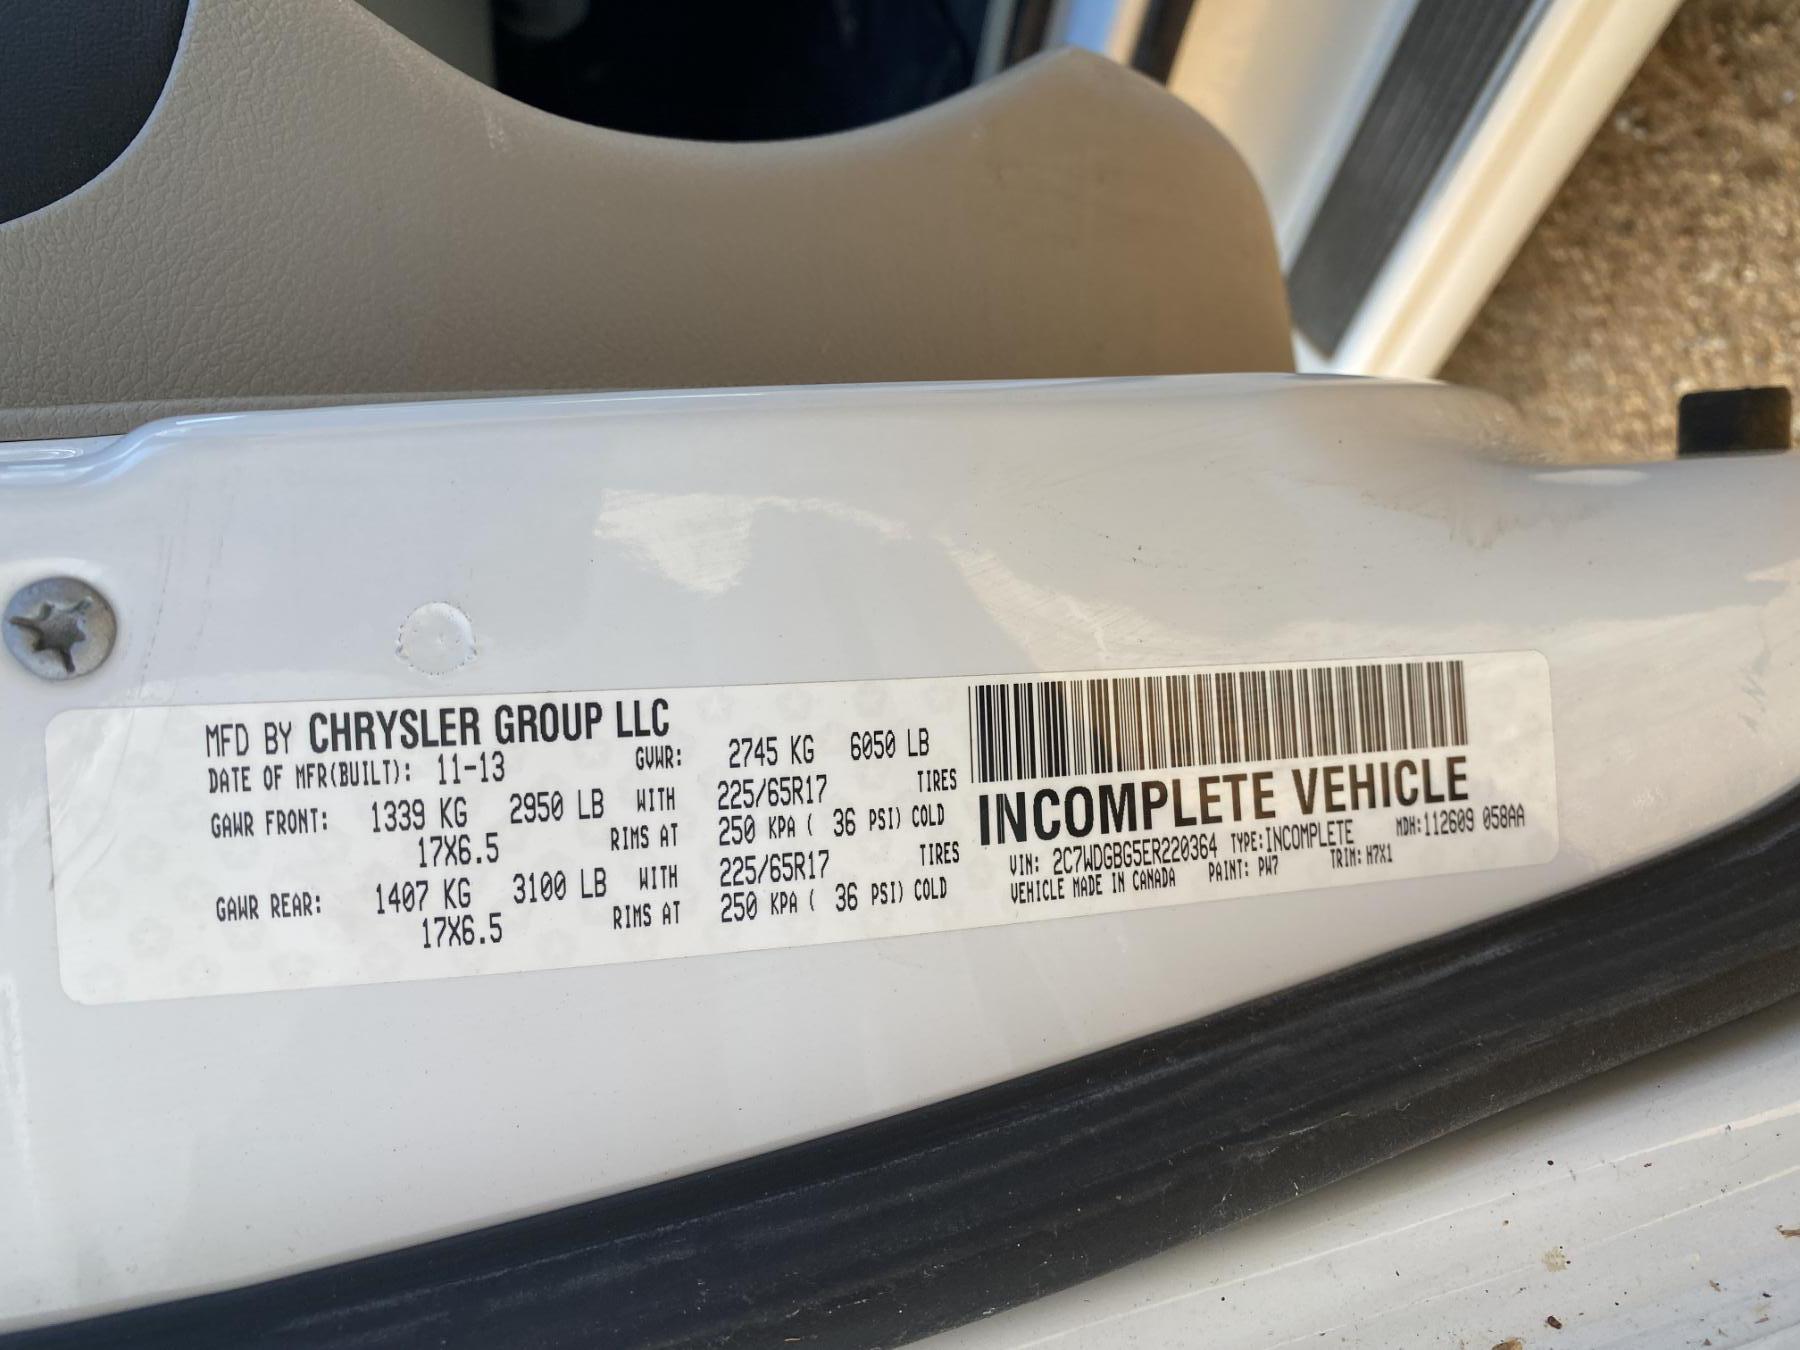 MFD BY CHRYSLER GROUP LLC
DATE OF MFR(BUILT): 11-13 GVWR: 2745 KG 6050 LB
GAWR FRONT: 1339 KG 2950 LB WITH 225/65R17 TIRES
17X6.5 RIMS AT 250 KPA ( 36 PSI) COLD
GAWR REAR: 1407 KG 3100 LB WITH 225/65R17 TIRES
17X6.5 RIMS AT 250 KPA ( 36 PSI) COLD
INCOMPLETE VEHICLE
VIN: 2C7WDGBG5ER220364 TYPE:INCOMPLETE MDH:112609 058AA
VEHICLE MADE IN CANADA PAINT: PW7 TRIM: H7X1